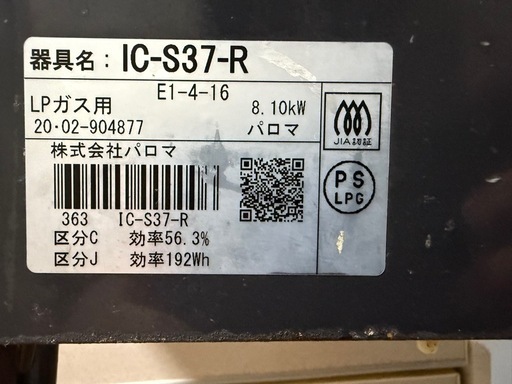 器具名：IC-S37-R
E1-4-16
LPガス用 8.10kW
20·02-904877 パロマ
JIA認証
株式会社パロマ
PS
LPG
363 IC-S37-R
区分C 効率56.3%
区分J 効率192Wh